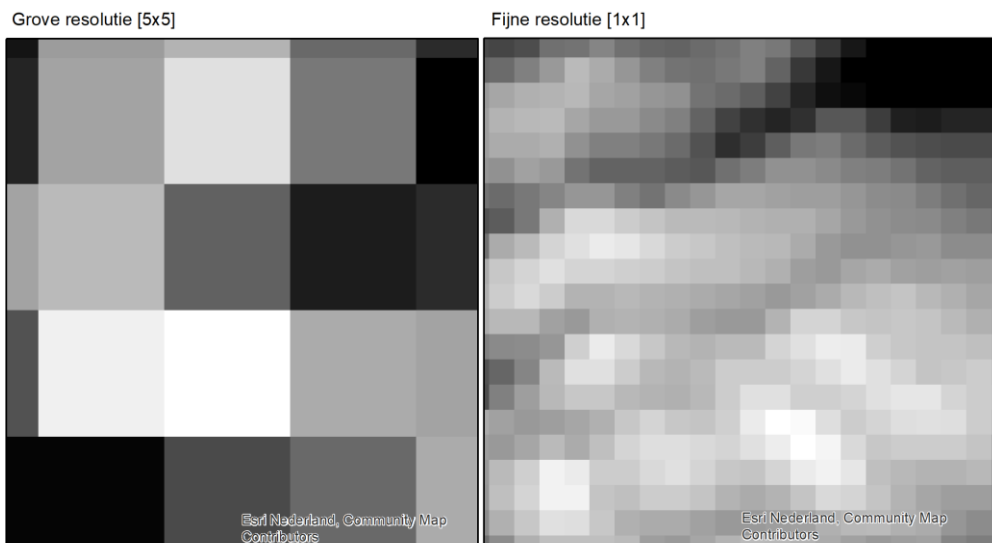 Grove resolutie [5x5]
Fijne resolutie [1x1]
Esri Nederland, Community Map
Contributors
Esri Nederland, Community Map
Contributors